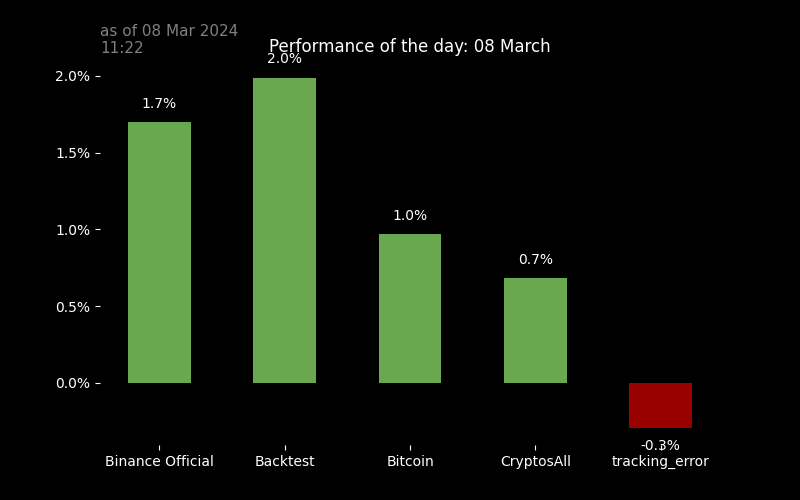 as of 08 Mar 2024
11:22
Performance of the day: 08 March
2.0%
2.0%
1.7%
1.5%
1.0%
1.0%
0.7%
0.5%
0.0%
-0.3%
Binance Official
Backtest
Bitcoin
CryptosAll
tracking_error